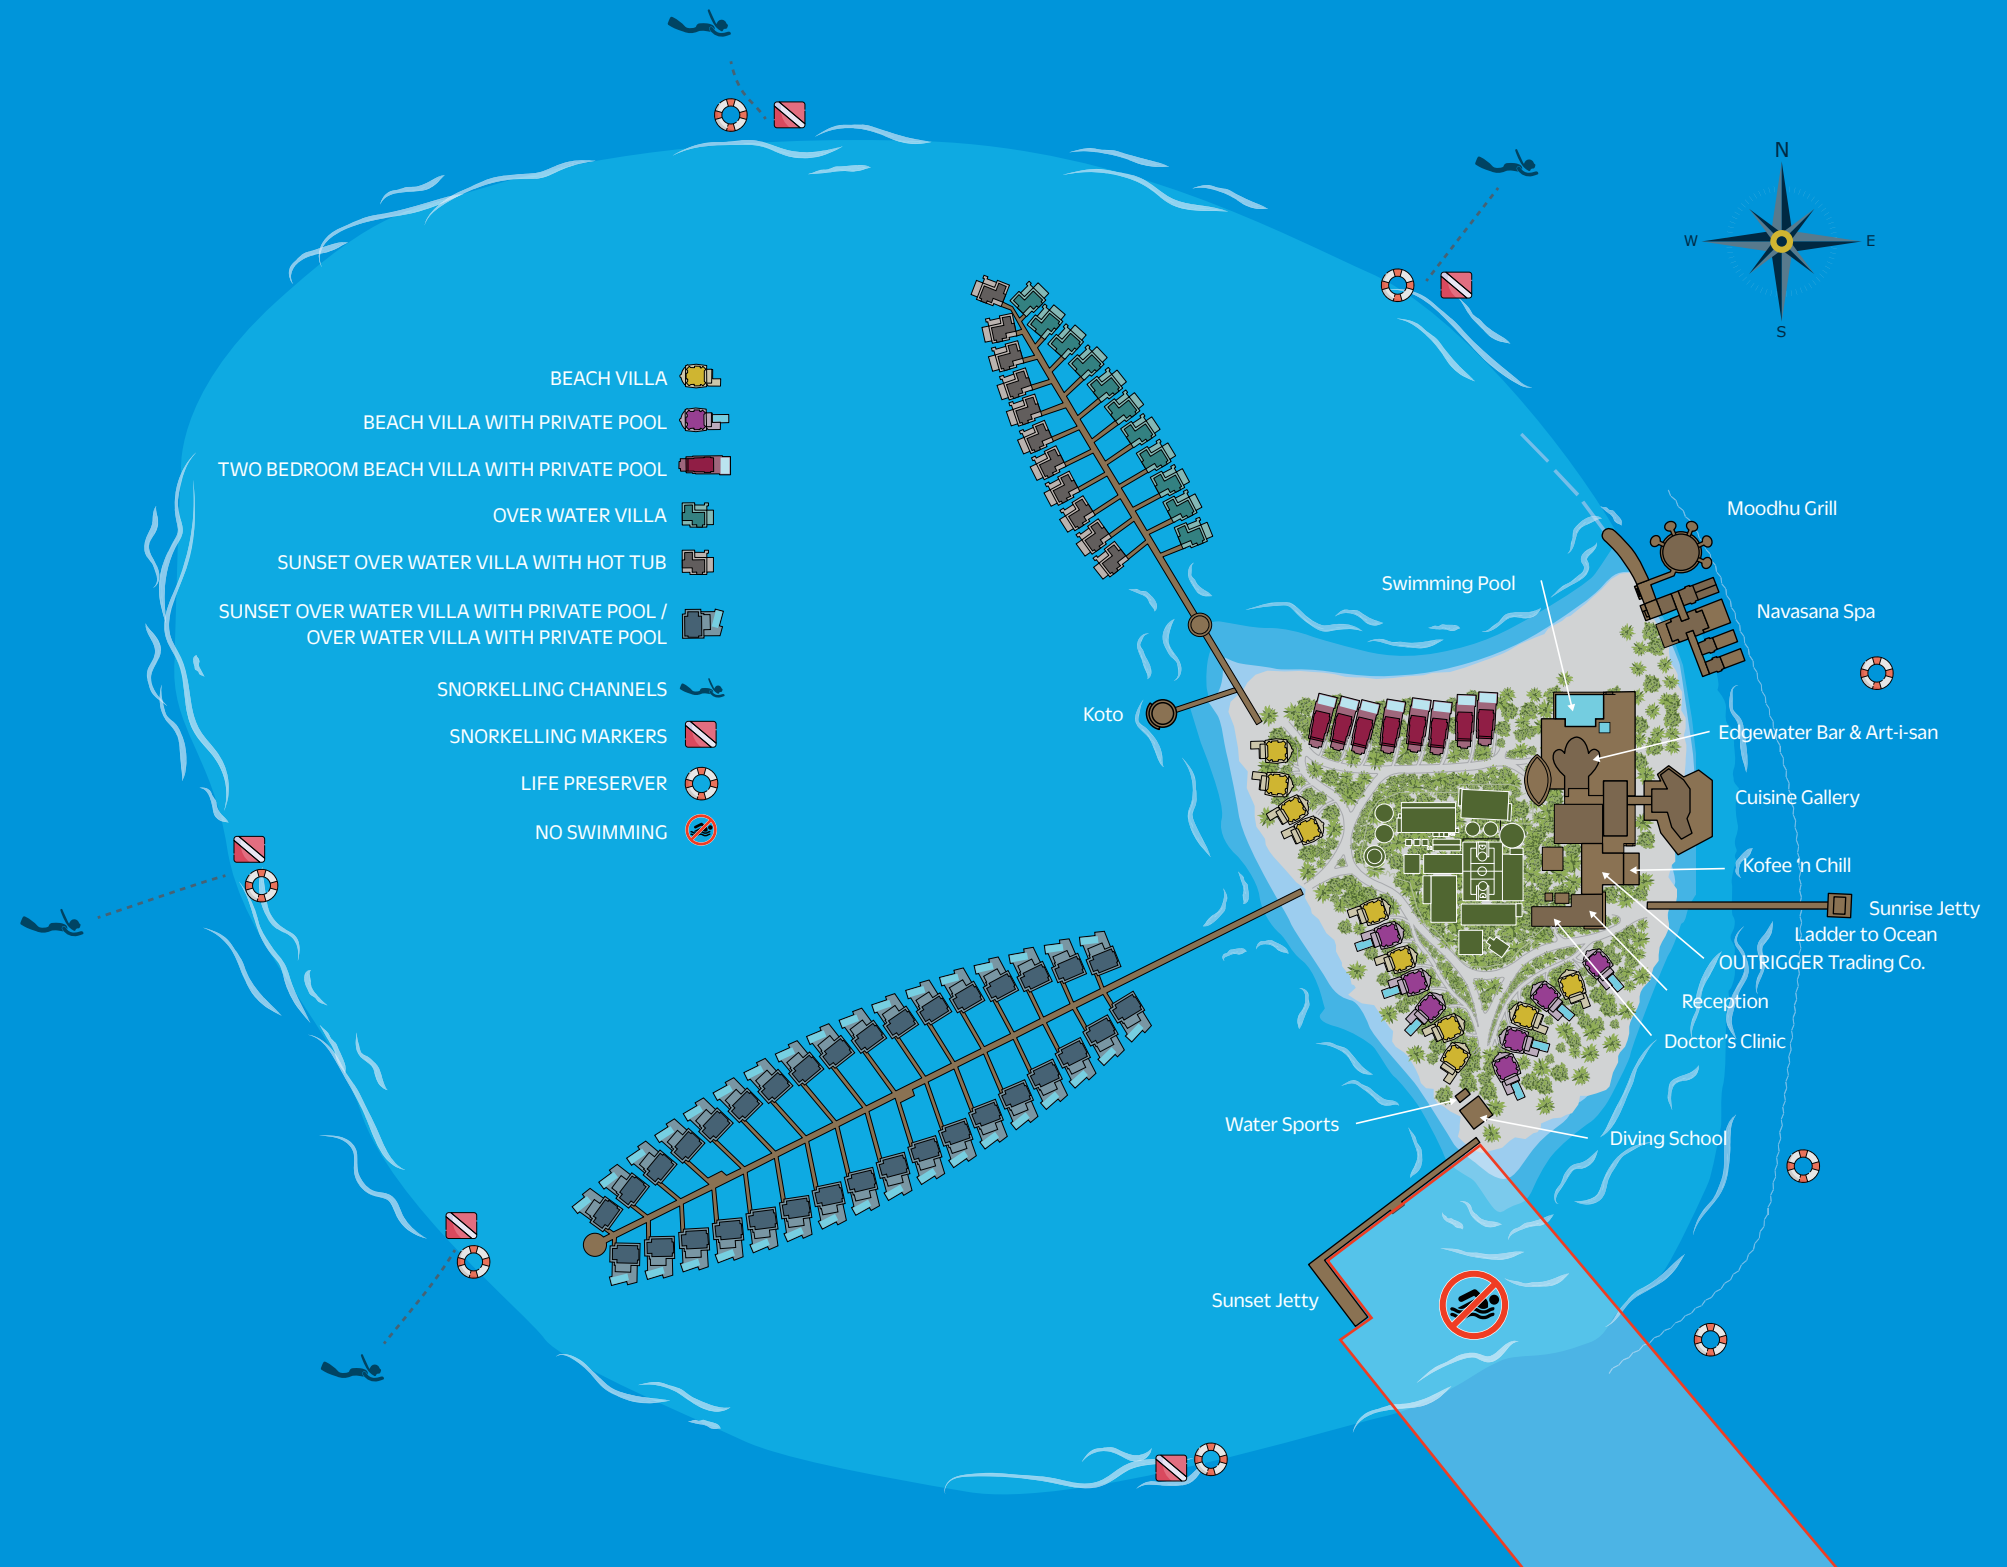 N
W
E
S
BEACH VILLA
BEACH VILLA WITH PRIVATE POOL
TWO BEDROOM BEACH VILLA WITH PRIVATE POOL
OVER WATER VILLA
SUNSET OVER WATER VILLA WITH HOT TUB
SUNSET OVER WATER VILLA WITH PRIVATE POOL /
OVER WATER VILLA WITH PRIVATE POOL
SNORKELLING CHANNELS
SNORKELLING MARKERS
LIFE PRESERVER
NO SWIMMING
Moodhu Grill
Swimming Pool
Navasana Spa
Koto
Edgewater Bar & Art-i-san
Cuisine Gallery
Kofee 'n Chill
Sunrise Jetty
Ladder to Ocean
OUTRIGGER Trading Co.
Reception
Doctor's Clinic
Water Sports
Diving School
Sunset Jetty